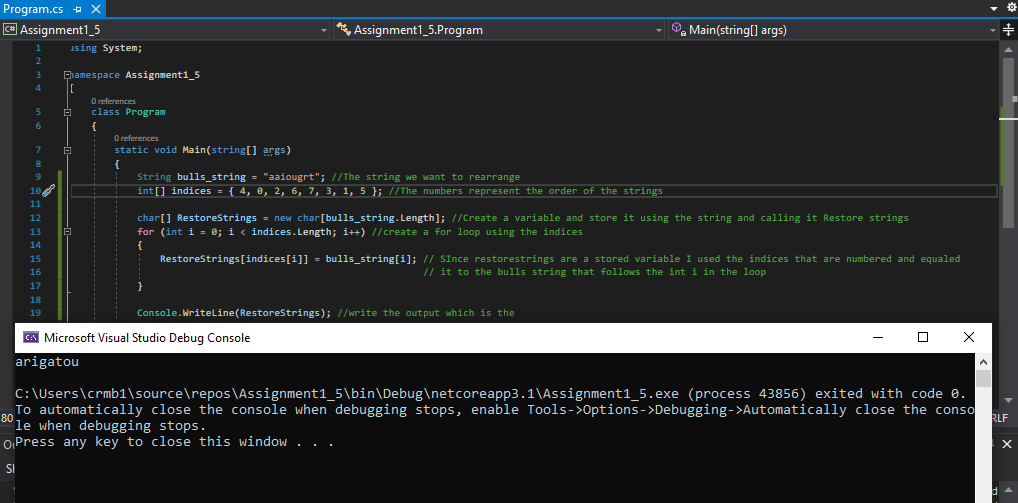 Program.cs
C# Assignment1_5
Assignment1_5.Program
Main(string[] args)
1 using System;
2
3 namespace Assignment1_5
4 {
0 references
5 class Program
6 {
0 references
7 static void Main(string[] args)
8 {
9 String bulls_string = "aaiougrt"; //The string we want to rearrange
10 int[] indices = { 4, 0, 2, 6, 7, 3, 1, 5 }; //The numbers represent the order of the strings
11
12 char[] RestoreStrings = new char[bulls_string.Length]; //Create a variable and store it using the string and calling it Restore strings
13 for (int i = 0; i < indices.Length; i++) //create a for loop using the indices
14 {
15 RestoreStrings[indices[i]] = bulls_string[i]; // SInce restorestrings are a stored variable I used the indices that are numbered and equaled
16 // it to the bulls string that follows the int i in the loop
17 }
18
19 Console.WriteLine(RestoreStrings); //write the output which is the
C:\ Microsoft Visual Studio Debug Console
arigatou
C:\Users\crmb1\source\repos\Assignment1_5\bin\Debug\netcoreapp3.1\Assignment1_5.exe (process 43856) exited with code 0.
To automatically close the console when debugging stops, enable Tools->Options->Debugging->Automatically close the conso
le when debugging stops.
Press any key to close this window . . .
80
RLF